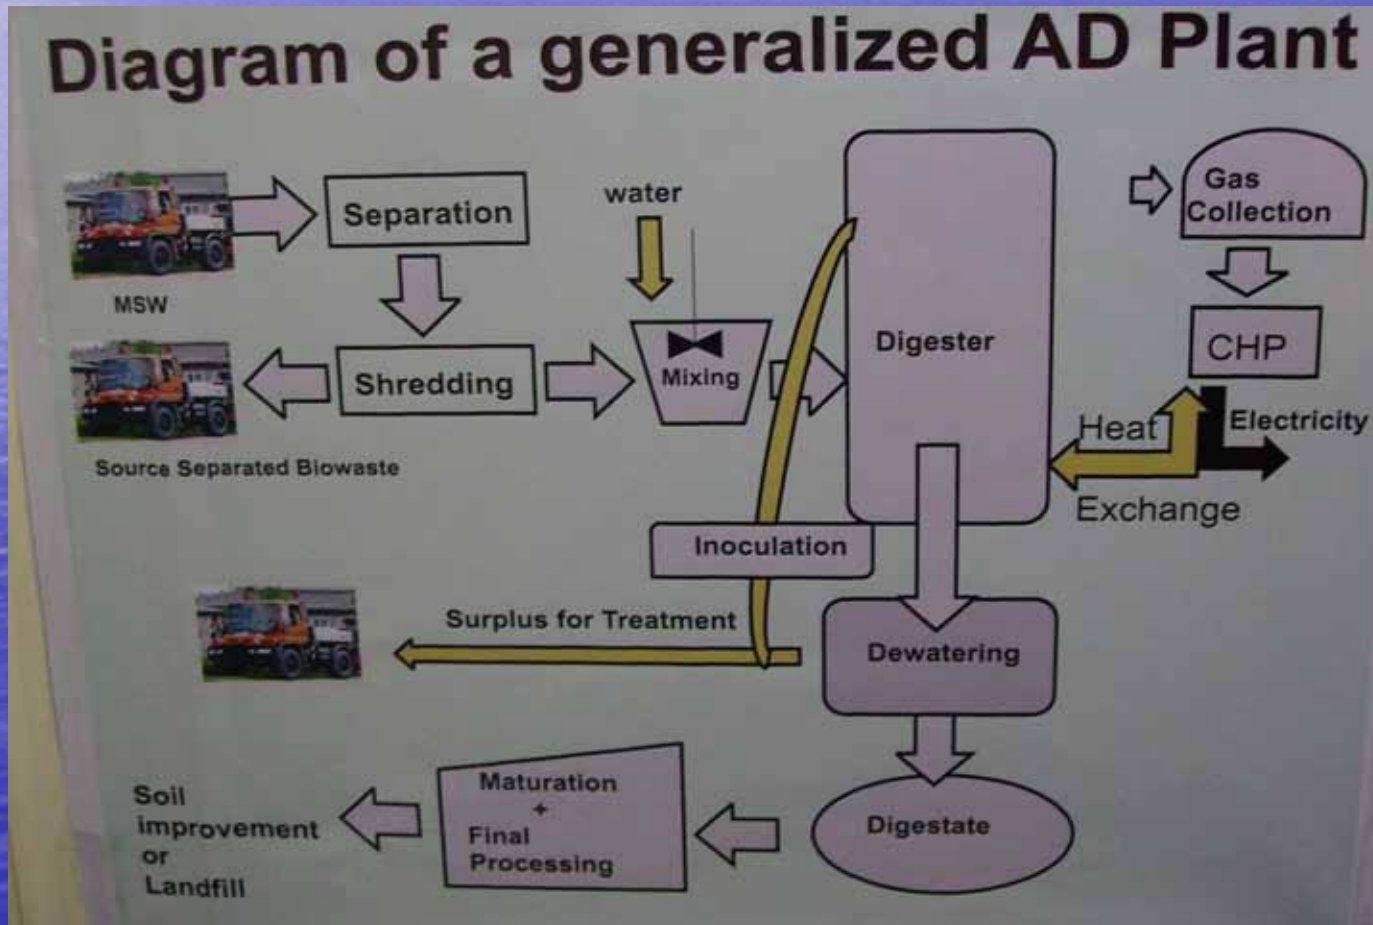 Diagram of a generalized AD Plant
MSW
Separation
water
Gas
Collection
Source Separated Biowaste
Shredding
Mixing
Digester
CHP
Heat
Exchange
Electricity
Inoculation
Surplus for Treatment
Dewatering
Digestate
Maturation
+
Final
Processing
Soil
improvement
or
Landfill